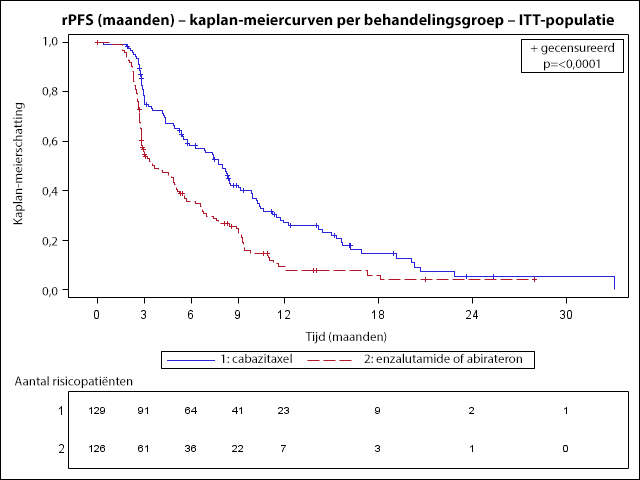 rPFS (maanden) – kaplan-meiercurven per behandelingsgroep – ITT-populatie
+ gecensureerd
p=<0,0001
Kaplan-meierschatting
1,0
0,8
0,6
0,4
0,2
0,0
0 3 6 9 12 18 24 30
Tijd (maanden)
1: cabazitaxel 2: enzalutamide of abirateron
Aantal risicopatiënten
1 129 91 64 41 23 9 2 1
2 126 61 36 22 7 3 1 0